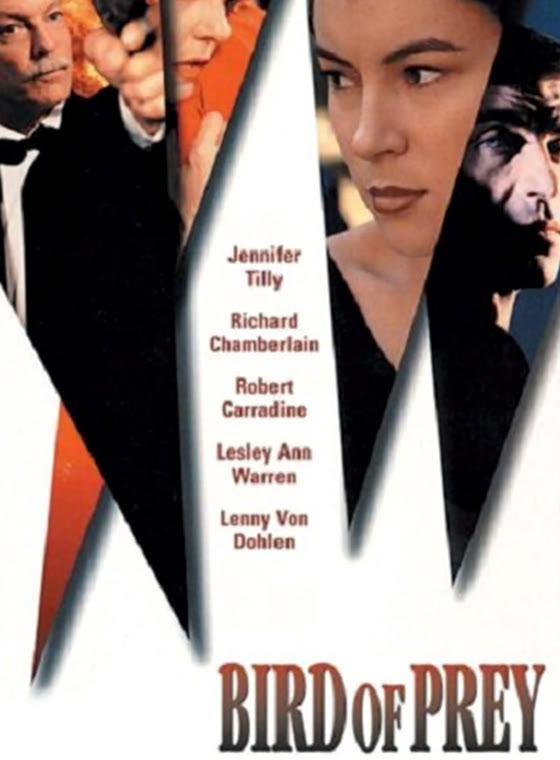 Jennifer
Tilly
Richard
Chamberlain
Robert
Carradine
Lesley Ann
Warren
Lenny Von
Dohlen
BIRD OF PREY